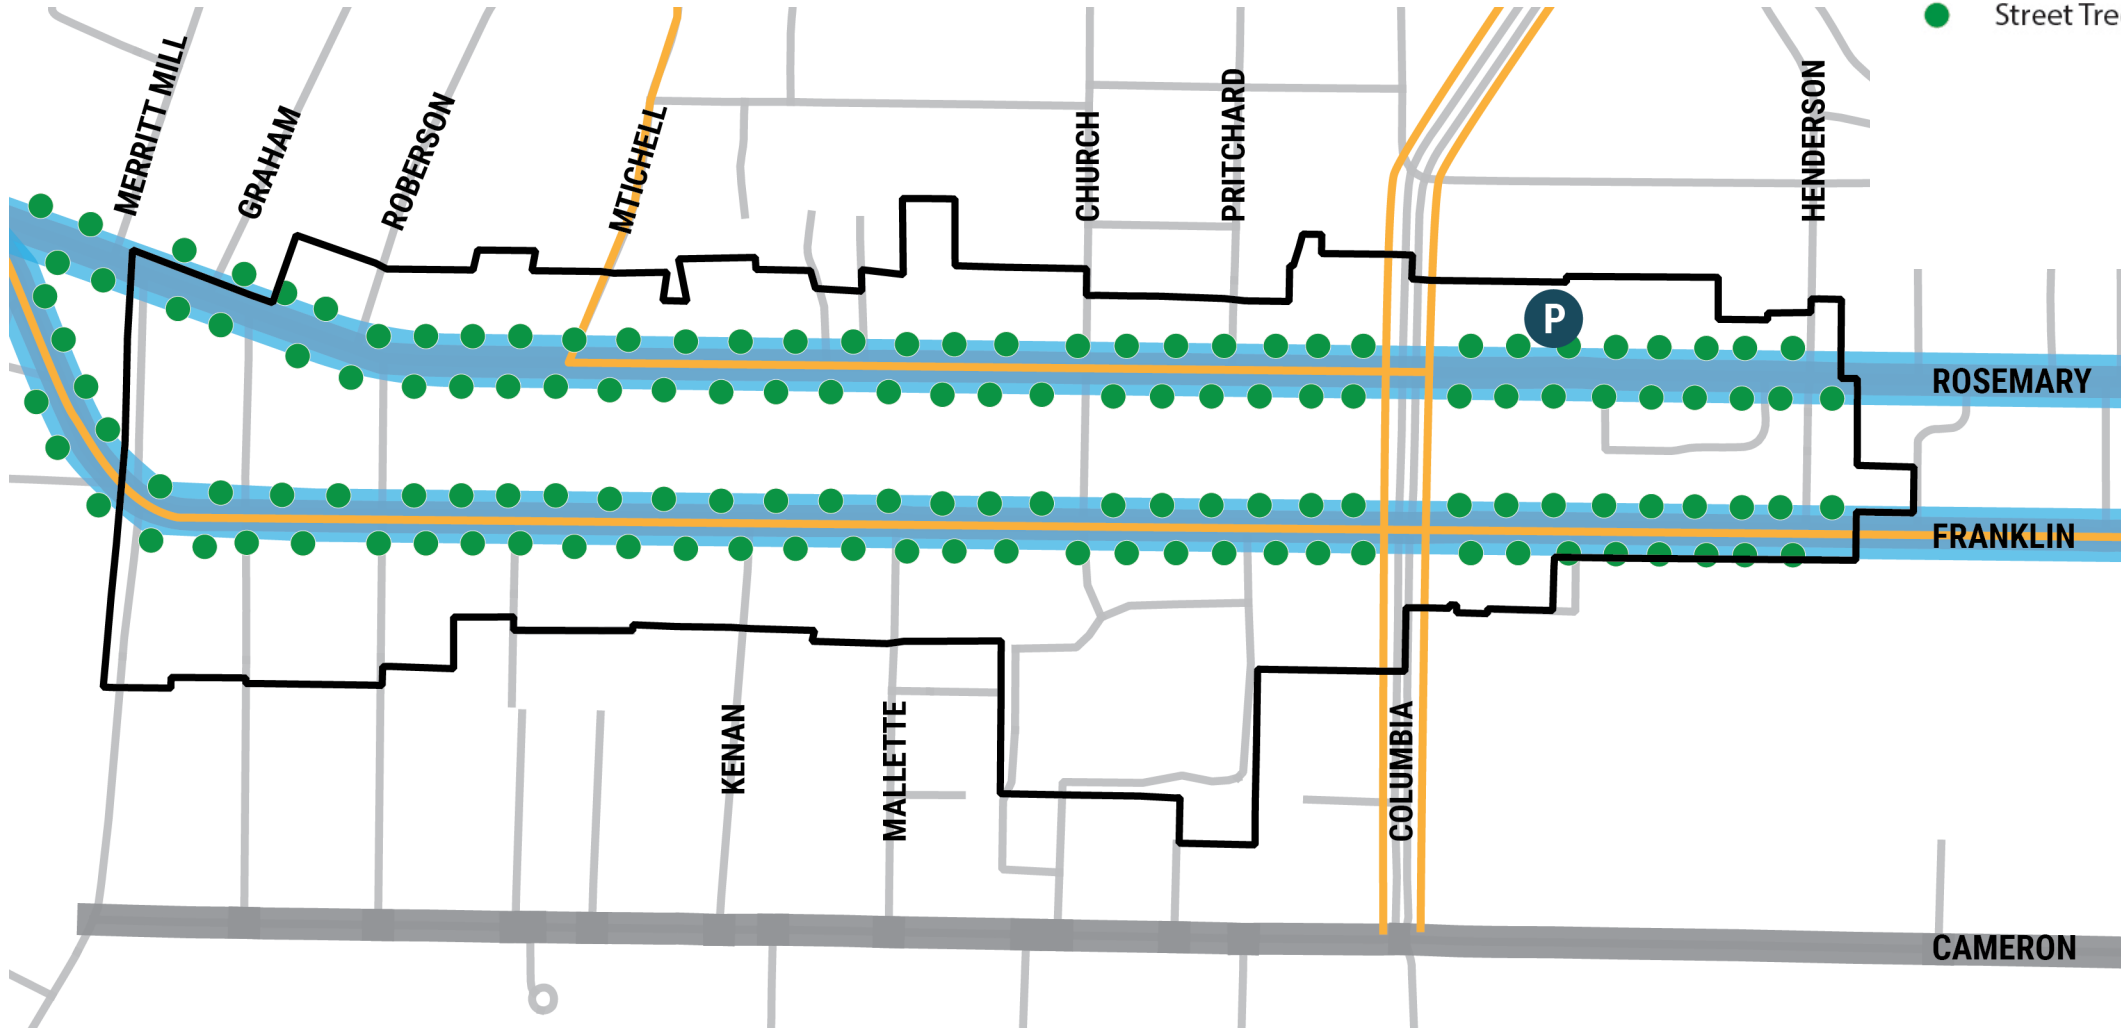 Street Tre
MERRITT MILL
GRAHAM
ROBERSON
MTICHELL
CHURCH
PRITCHARD
HENDERSON
P
ROSEMARY
FRANKLIN
KENAN
MALLETTE
COLUMBIA
CAMERON